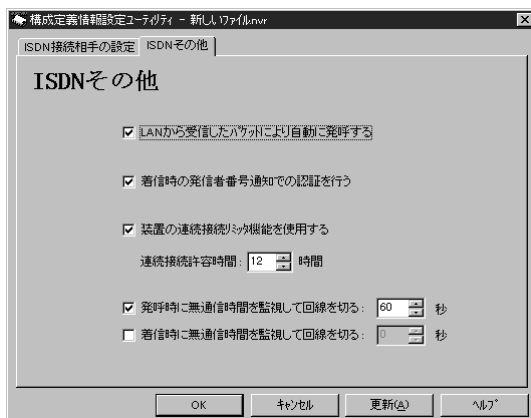 構成定義情報設定ユーティリティ - 新しいファイル.nvr
ISDN接続相手の設定 ISDNその他
ISDNその他
LANから受信したパケットにより自動に発呼する
着信時の発信者番号通知での認証を行う
装置の連続接続リミッタ機能を使用する
連続接続許容時間: 12 時間
発呼時に無通信時間を監視して回線を切る: 60 秒
着信時に無通信時間を監視して回線を切る: 0 秒
OK キャンセル 更新(A) ヘルプ